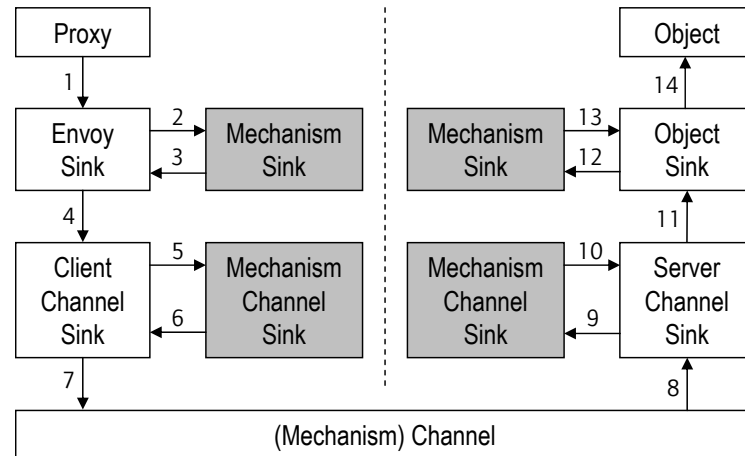 Proxy
Object
1
14
Envoy
Sink
2
3
Mechanism
Sink
Mechanism
Sink
13
12
Object
Sink
4
11
Client
Channel
Sink
5
6
Mechanism
Channel
Sink
Mechanism
Channel
Sink
10
9
Server
Channel
Sink
7
8
(Mechanism) Channel